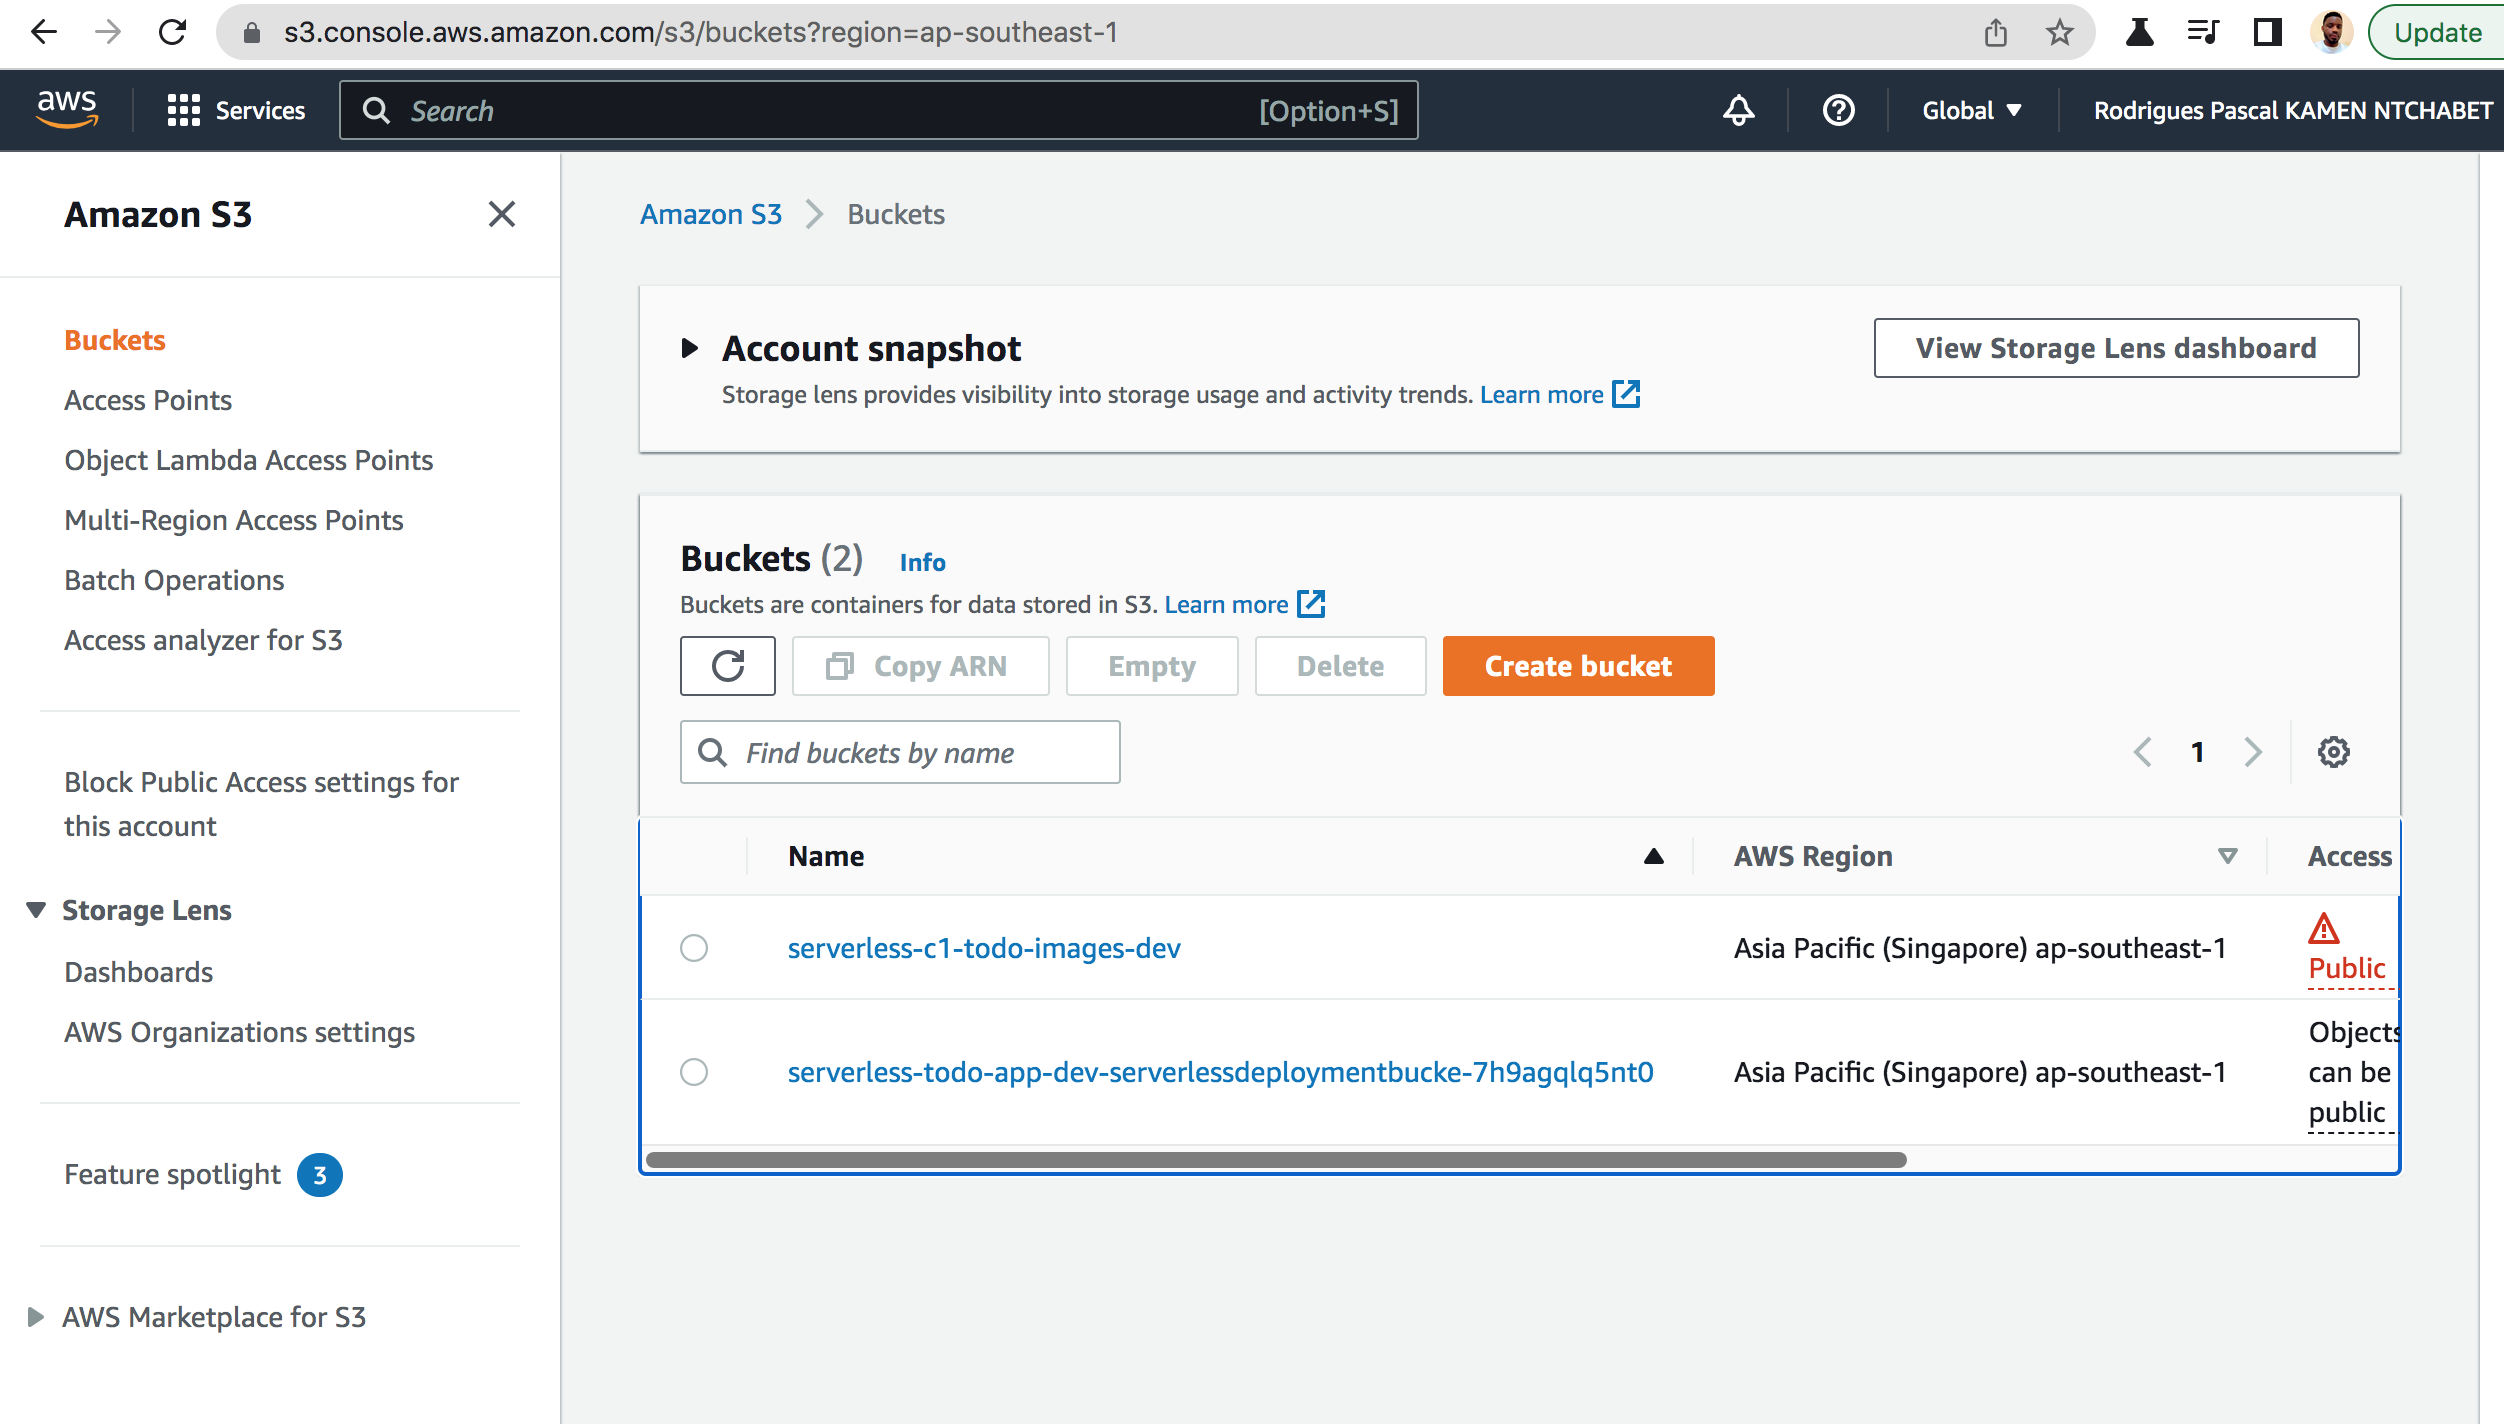 s3.console.aws.amazon.com/s3/buckets?region=ap-southeast-1
Update
aws
Services
Search
[Option+S]
Global
Rodrigues Pascal KAMEN NTCHABET
Amazon S3
Buckets
Access Points
Object Lambda Access Points
Multi-Region Access Points
Batch Operations
Access analyzer for S3
Block Public Access settings for
this account
Storage Lens
Dashboards
AWS Organizations settings
Feature spotlight 3
AWS Marketplace for S3
Amazon S3 Buckets
Account snapshot
Storage lens provides visibility into storage usage and activity trends. Learn more
View Storage Lens dashboard
Buckets (2) Info
Buckets are containers for data stored in S3. Learn more
Copy ARN
Empty
Delete
Create bucket
Find buckets by name
1
Name
AWS Region
Access
serverless-c1-todo-images-dev
Asia Pacific (Singapore) ap-southeast-1
Public
serverless-todo-app-dev-serverlessdeploymentbucke-7h9agqlq5nt0
Asia Pacific (Singapore) ap-southeast-1
Objects
can be
public